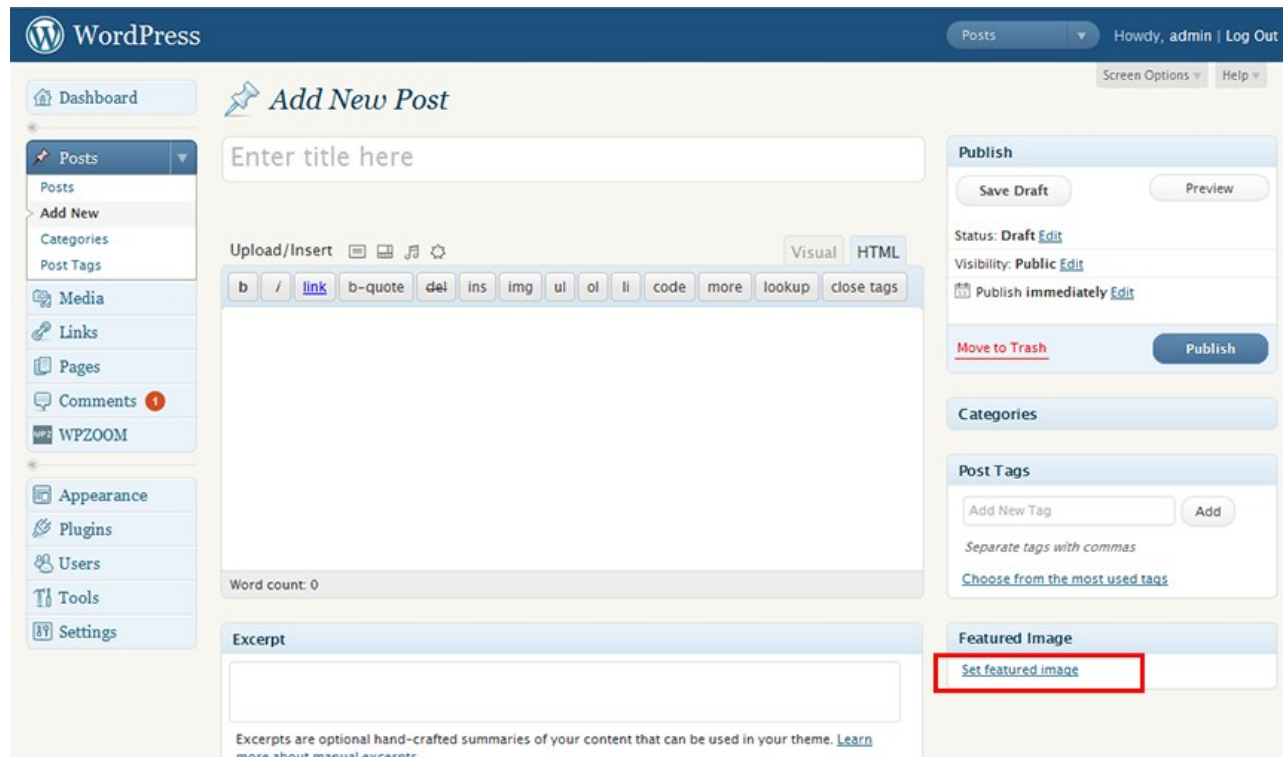 WordPress
Posts
Howdy, admin | Log Out
Screen Options
Help
Dashboard
Posts
Posts
Add New
Categories
Post Tags
Media
Links
Pages
Comments 1
WPZ WPZOOM
Appearance
Plugins
Users
Tools
Settings
Add New Post
Enter title here
Upload/Insert
Visual
HTML
b i link b-quote del ins img ul ol li code more lookup close tags
Word count: 0
Excerpt
Excerpts are optional hand-crafted summaries of your content that can be used in your theme. Learn
more about manual excerpts.
Publish
Save Draft
Preview
Status: Draft Edit
Visibility: Public Edit
Publish immediately Edit
Move to Trash
Publish
Categories
Post Tags
Add New Tag
Add
Separate tags with commas
Choose from the most used tags
Featured Image
Set featured image